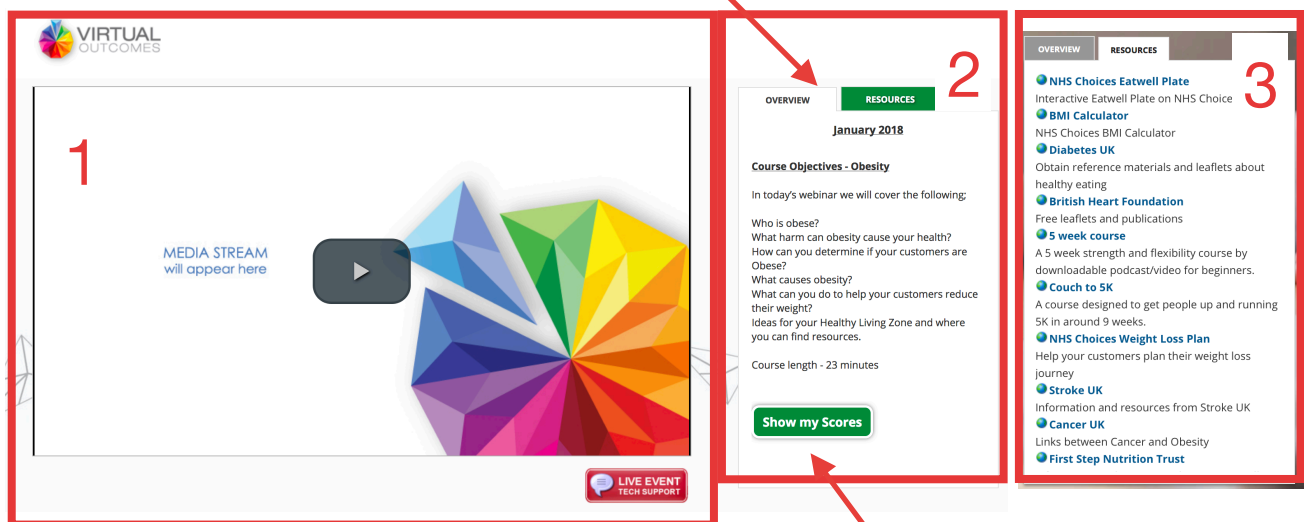 VIRTUAL
OUTCOMES
1
MEDIA STREAM
will appear here
LIVE EVENT
TECH SUPPORT
2
OVERVIEW
RESOURCES
January 2018
Course Objectives - Obesity
In today's webinar we will cover the following;
Who is obese?
What harm can obesity cause your health?
How can you determine if your customers are
Obese?
What causes obesity?
What can you do to help your customers reduce
their weight?
Ideas for your Healthy Living Zone and where
you can find resources.
Course length - 23 minutes
Show my Scores
3
OVERVIEW
RESOURCES
NHS Choices Eatwell Plate
Interactive Eatwell Plate on NHS Choice
BMI Calculator
NHS Choices BMI Calculator
Diabetes UK
Obtain reference materials and leaflets about
healthy eating
British Heart Foundation
Free leaflets and publications
5 week course
A 5 week strength and flexibility course by
downloadable podcast/video for beginners.
Couch to 5K
A course designed to get people up and running
5K in around 9 weeks.
NHS Choices Weight Loss Plan
Help your customers plan their weight loss
journey
Stroke UK
Information and resources from Stroke UK
Cancer UK
Links between Cancer and Obesity
First Step Nutrition Trust